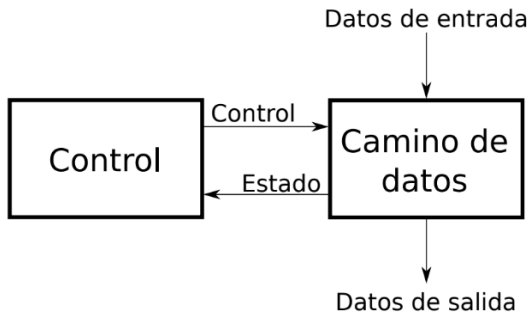 Datos de entrada
Control
Control
Estado
Camino de
datos
Datos de salida